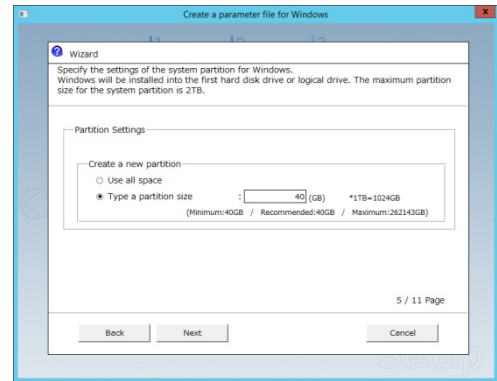 Create a parameter file for Windows
x
Wizard
Specify the settings of the system partition for Windows.
Windows will be installed into the first hard disk drive or logical drive. The maximum partition
size for the system partition is 2TB.
Partition Settings
Create a new partition
Use all space
Type a partition size : 40 (GB) *1TB=1024GB
(Minimum:40GB / Recommended:40GB / Maximum:262143GB)
5 / 11 Page
Back Next Cancel
Setup